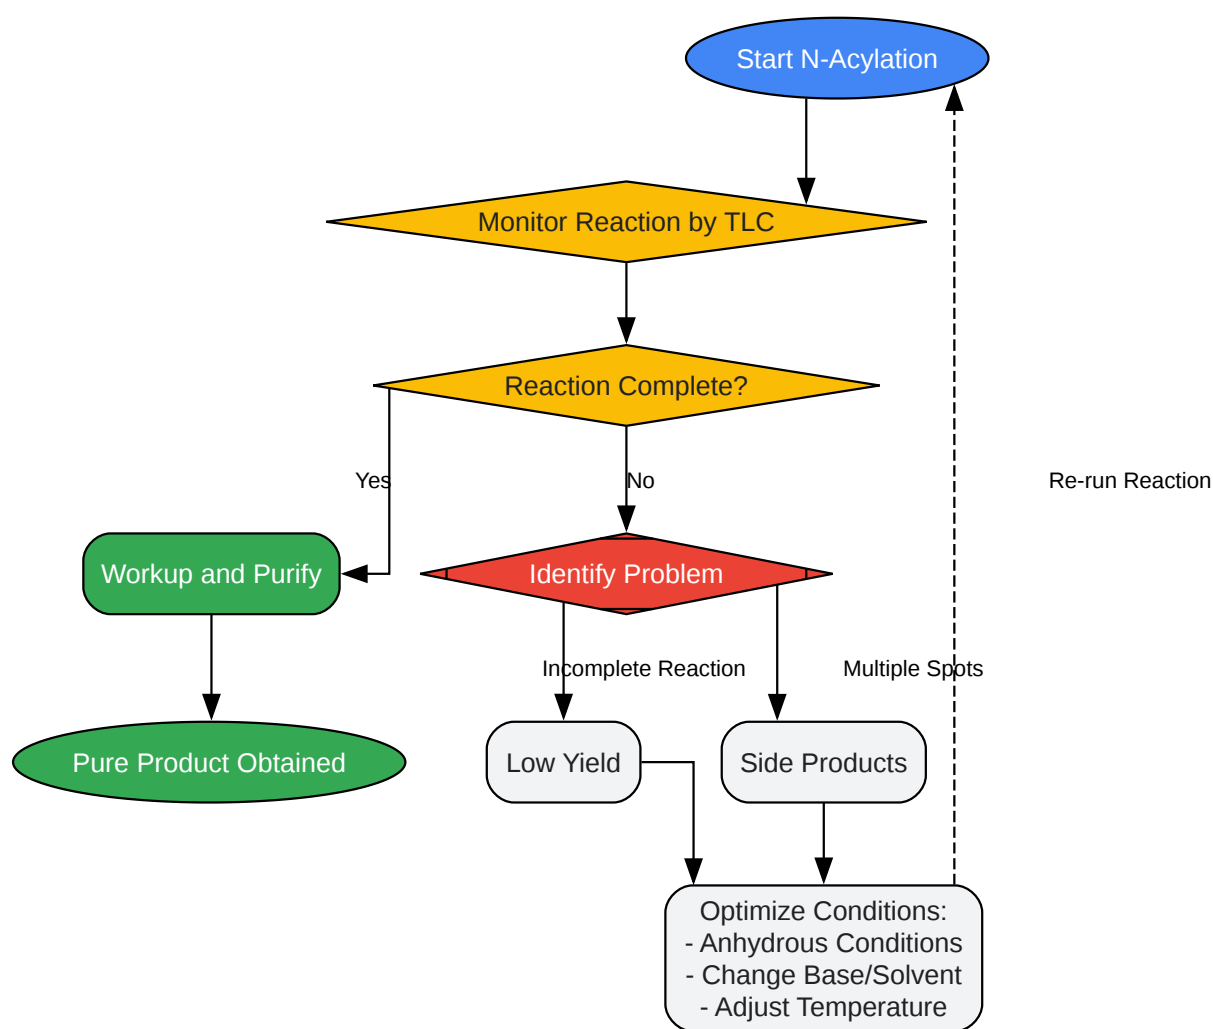 Start N-Acylation
Monitor Reaction by TLC
Reaction Complete?
Yes
No
Re-run Reaction
Workup and Purify
Identify Problem
Incomplete Reaction
Multiple Spots
Pure Product Obtained
Low Yield
Side Products
Optimize Conditions:
- Anhydrous Conditions
- Change Base/Solvent
- Adjust Temperature